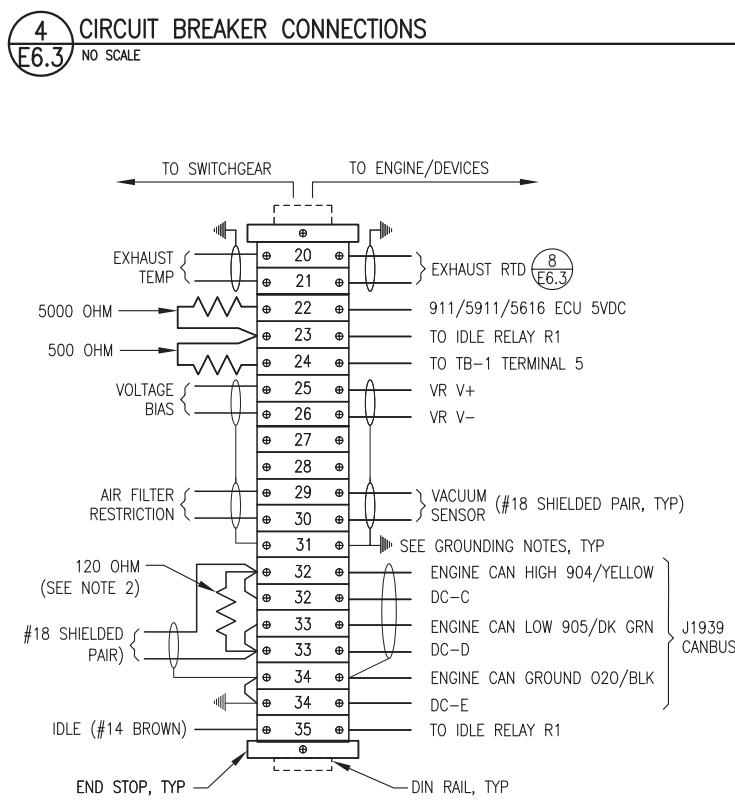 4
E6.3
CIRCUIT BREAKER CONNECTIONS
NO SCALE
TO SWITCHGEAR
TO ENGINE/DEVICES
EXHAUST
TEMP
20
21
EXHAUST RTD
8
E6.3
5000 OHM
22
911/5911/5616 ECU 5VDC
23
TO IDLE RELAY R1
500 OHM
24
TO TB-1 TERMINAL 5
VOLTAGE
BIAS
25
VR V+
26
VR V-
27
28
AIR FILTER
RESTRICTION
29
30
VACUUM
SENSOR
(#18 SHIELDED PAIR, TYP)
31
SEE GROUNDING NOTES, TYP
120 OHM
(SEE NOTE 2)
32
ENGINE CAN HIGH 904/YELLOW
32
DC-C
#18 SHIELDED
PAIR)
33
ENGINE CAN LOW 905/DK GRN
33
DC-D
J1939
CANBUS
34
ENGINE CAN GROUND 020/BLK
34
DC-E
IDLE (#14 BROWN)
35
TO IDLE RELAY R1
END STOP, TYP
DIN RAIL, TYP